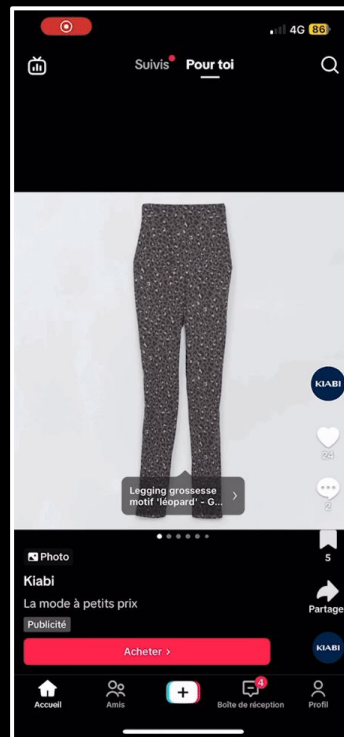 4G 86
Suivis Pour toi
KIABI
24
Legging grossesse
motif 'léopard' - G...
2
Photo
5
Kiabi
La mode à petits prix
Partage
Publicité
Acheter >
KIABI
4
Accueil Amis Boîte de réception Profil